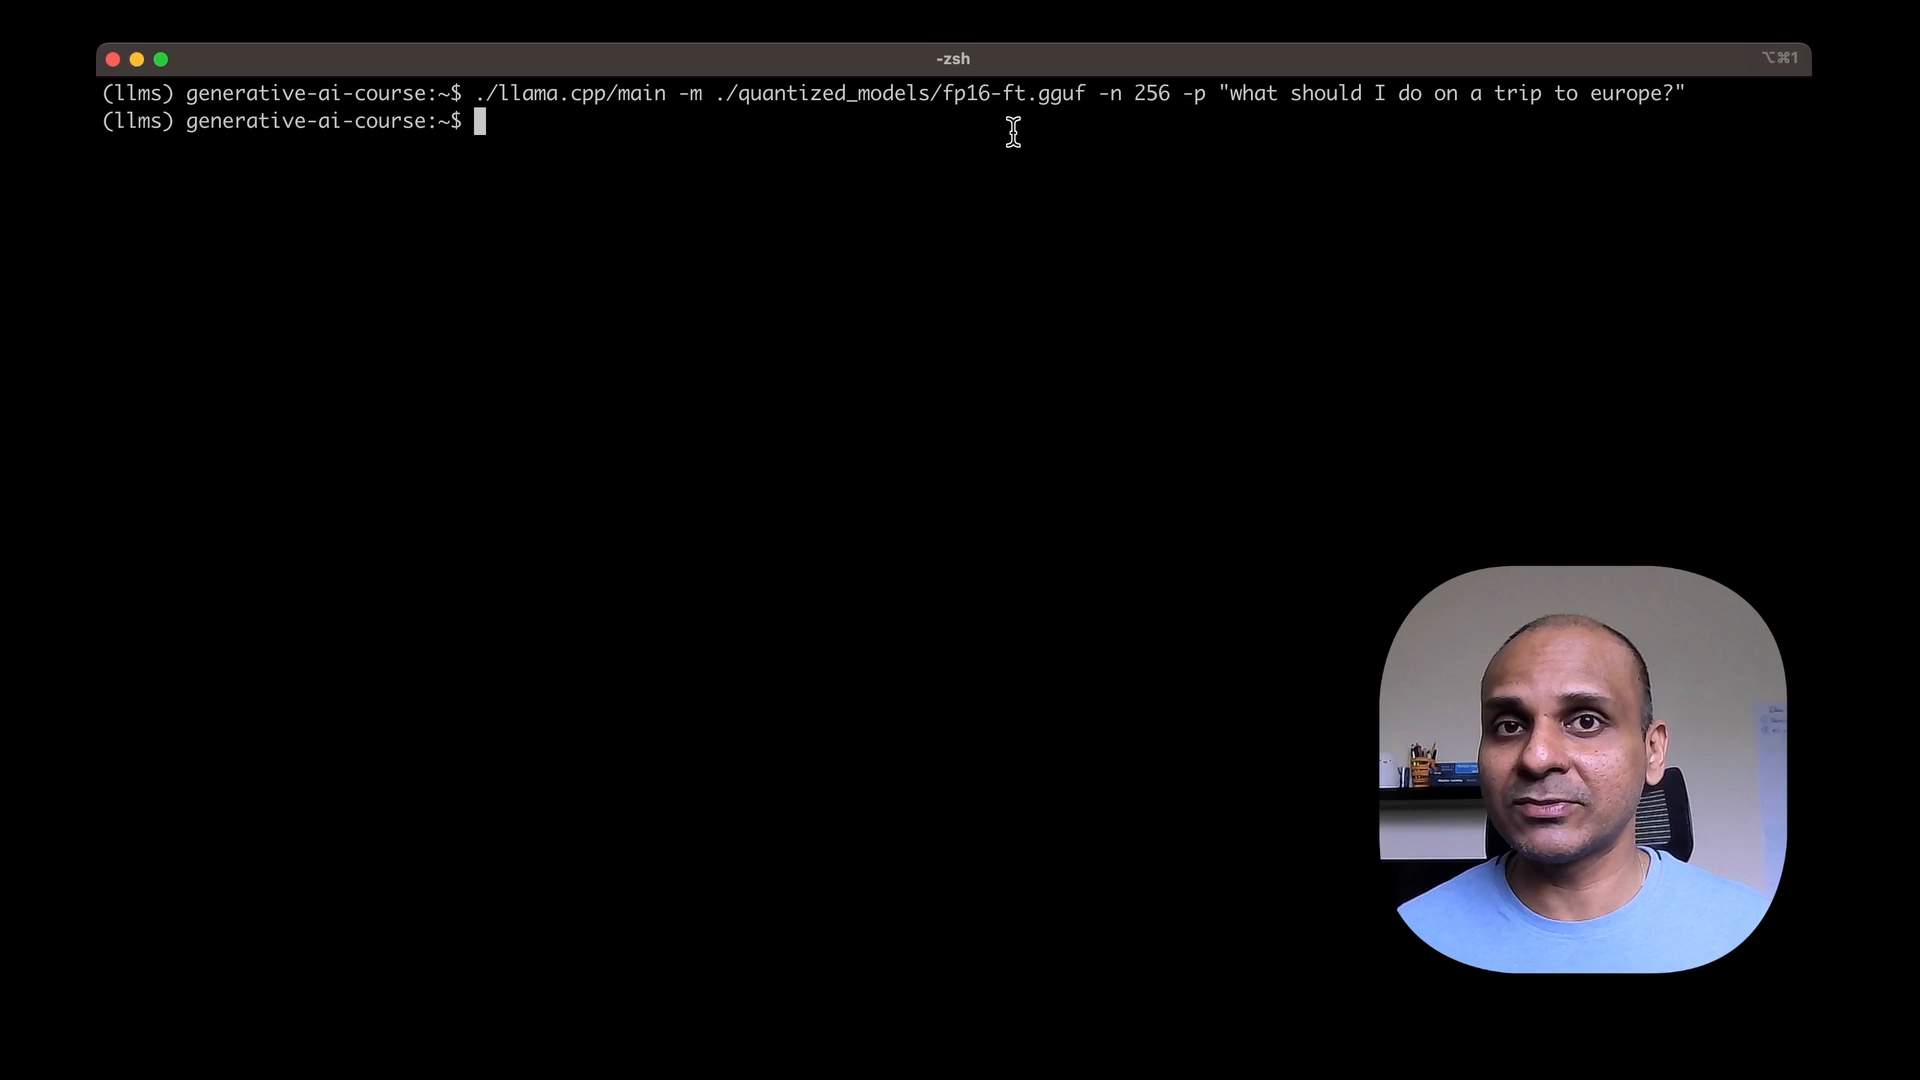 -zsh
⌥⌘1
(llms) generative-ai-course:~$ ./llama.cpp/main -m ./quantized_models/fp16-ft.gguf -n 256 -p "what should I do on a trip to europe?"
(llms) generative-ai-course:~$